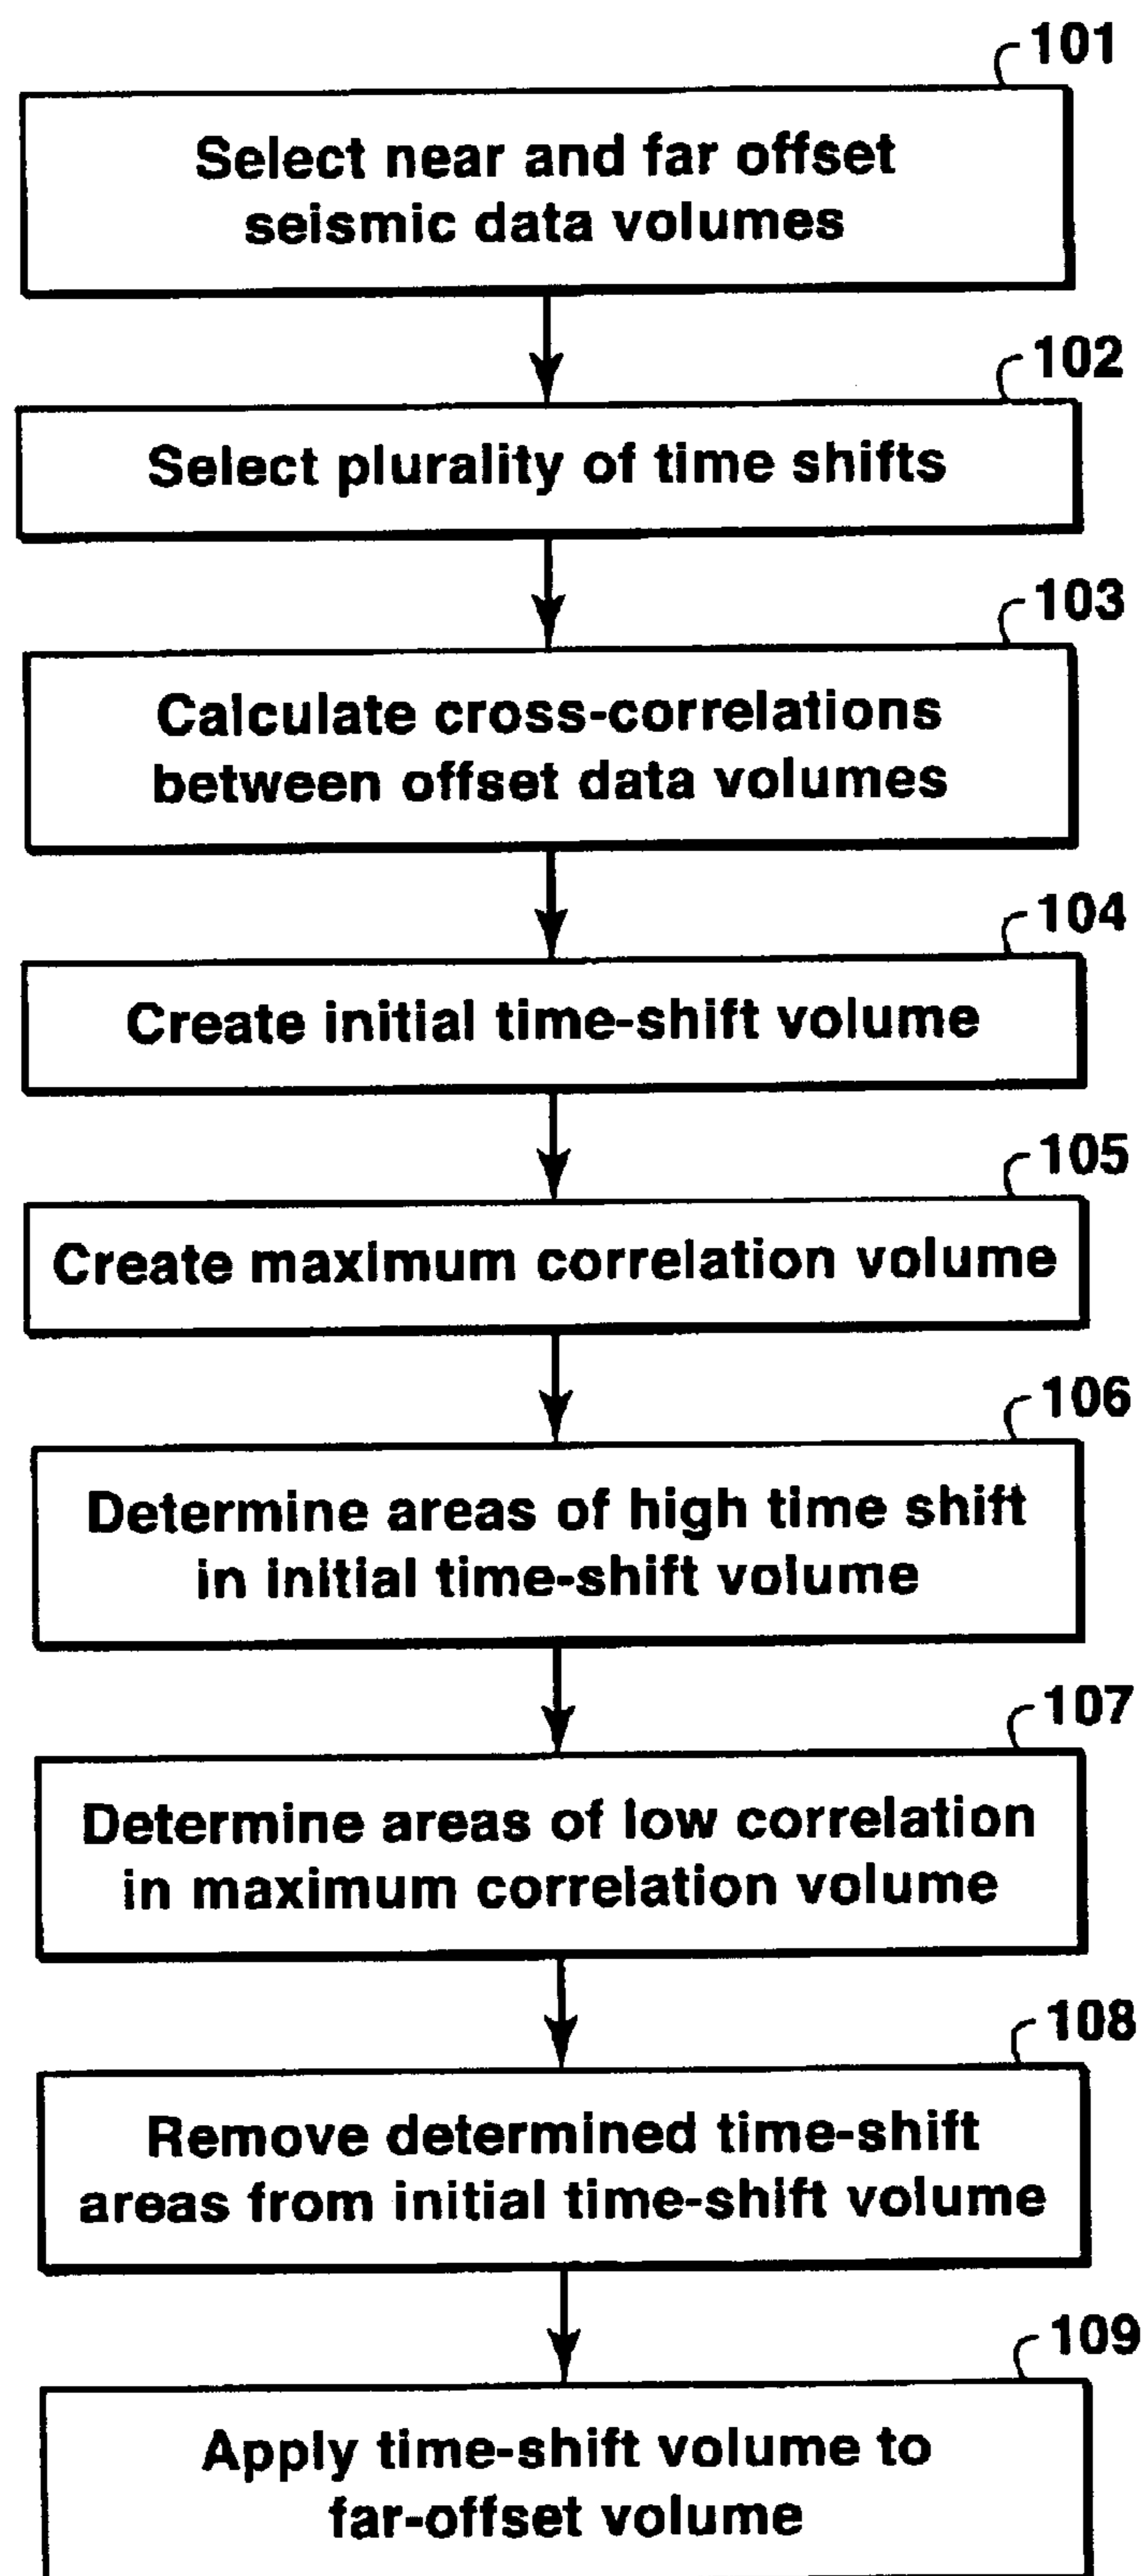 101
Select near and far offset
seismic data volumes
102
Select plurality of time shifts
103
Calculate cross-correlations
between offset data volumes
104
Create initial time-shift volume
105
Create maximum correlation volume
106
Determine areas of high time shift
in initial time-shift volume
107
Determine areas of low correlation
in maximum correlation volume
108
Remove determined time-shift
areas from initial time-shift volume
109
Apply time-shift volume to
far-offset volume